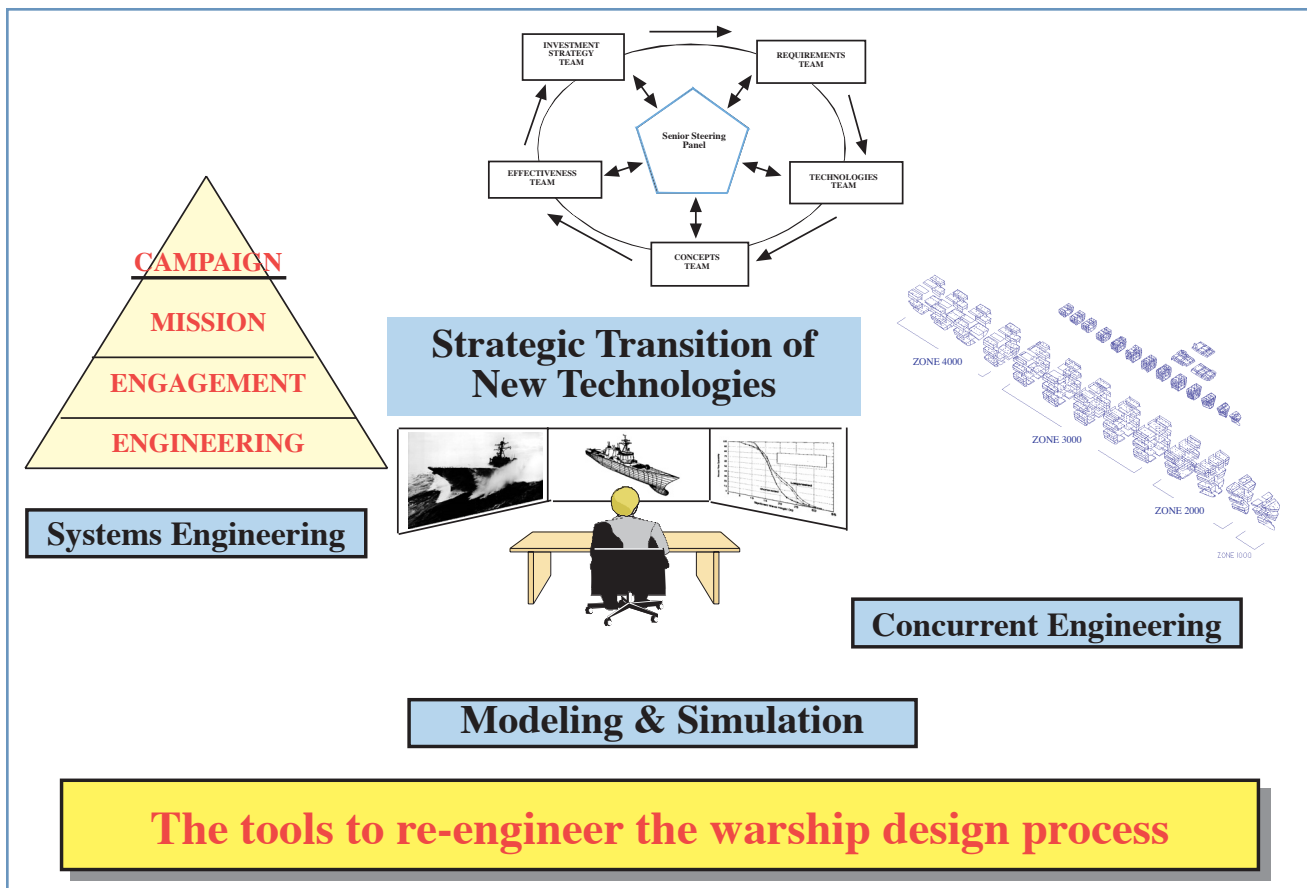 INVESTMENT
STRATEGY
TEAM
REQUIREMENTS
TEAM
Senior Steering
Panel
EFFECTIVENESS
TEAM
TECHNOLOGIES
TEAM
CONCEPTS
TEAM
CAMPAIGN
MISSION
ENGAGEMENT
ENGINEERING
Systems Engineering
Strategic Transition of
New Technologies
ZONE 4000
ZONE 3000
ZONE 2000
ZONE 1000
Concurrent Engineering
Modeling & Simulation
The tools to re-engineer the warship design process